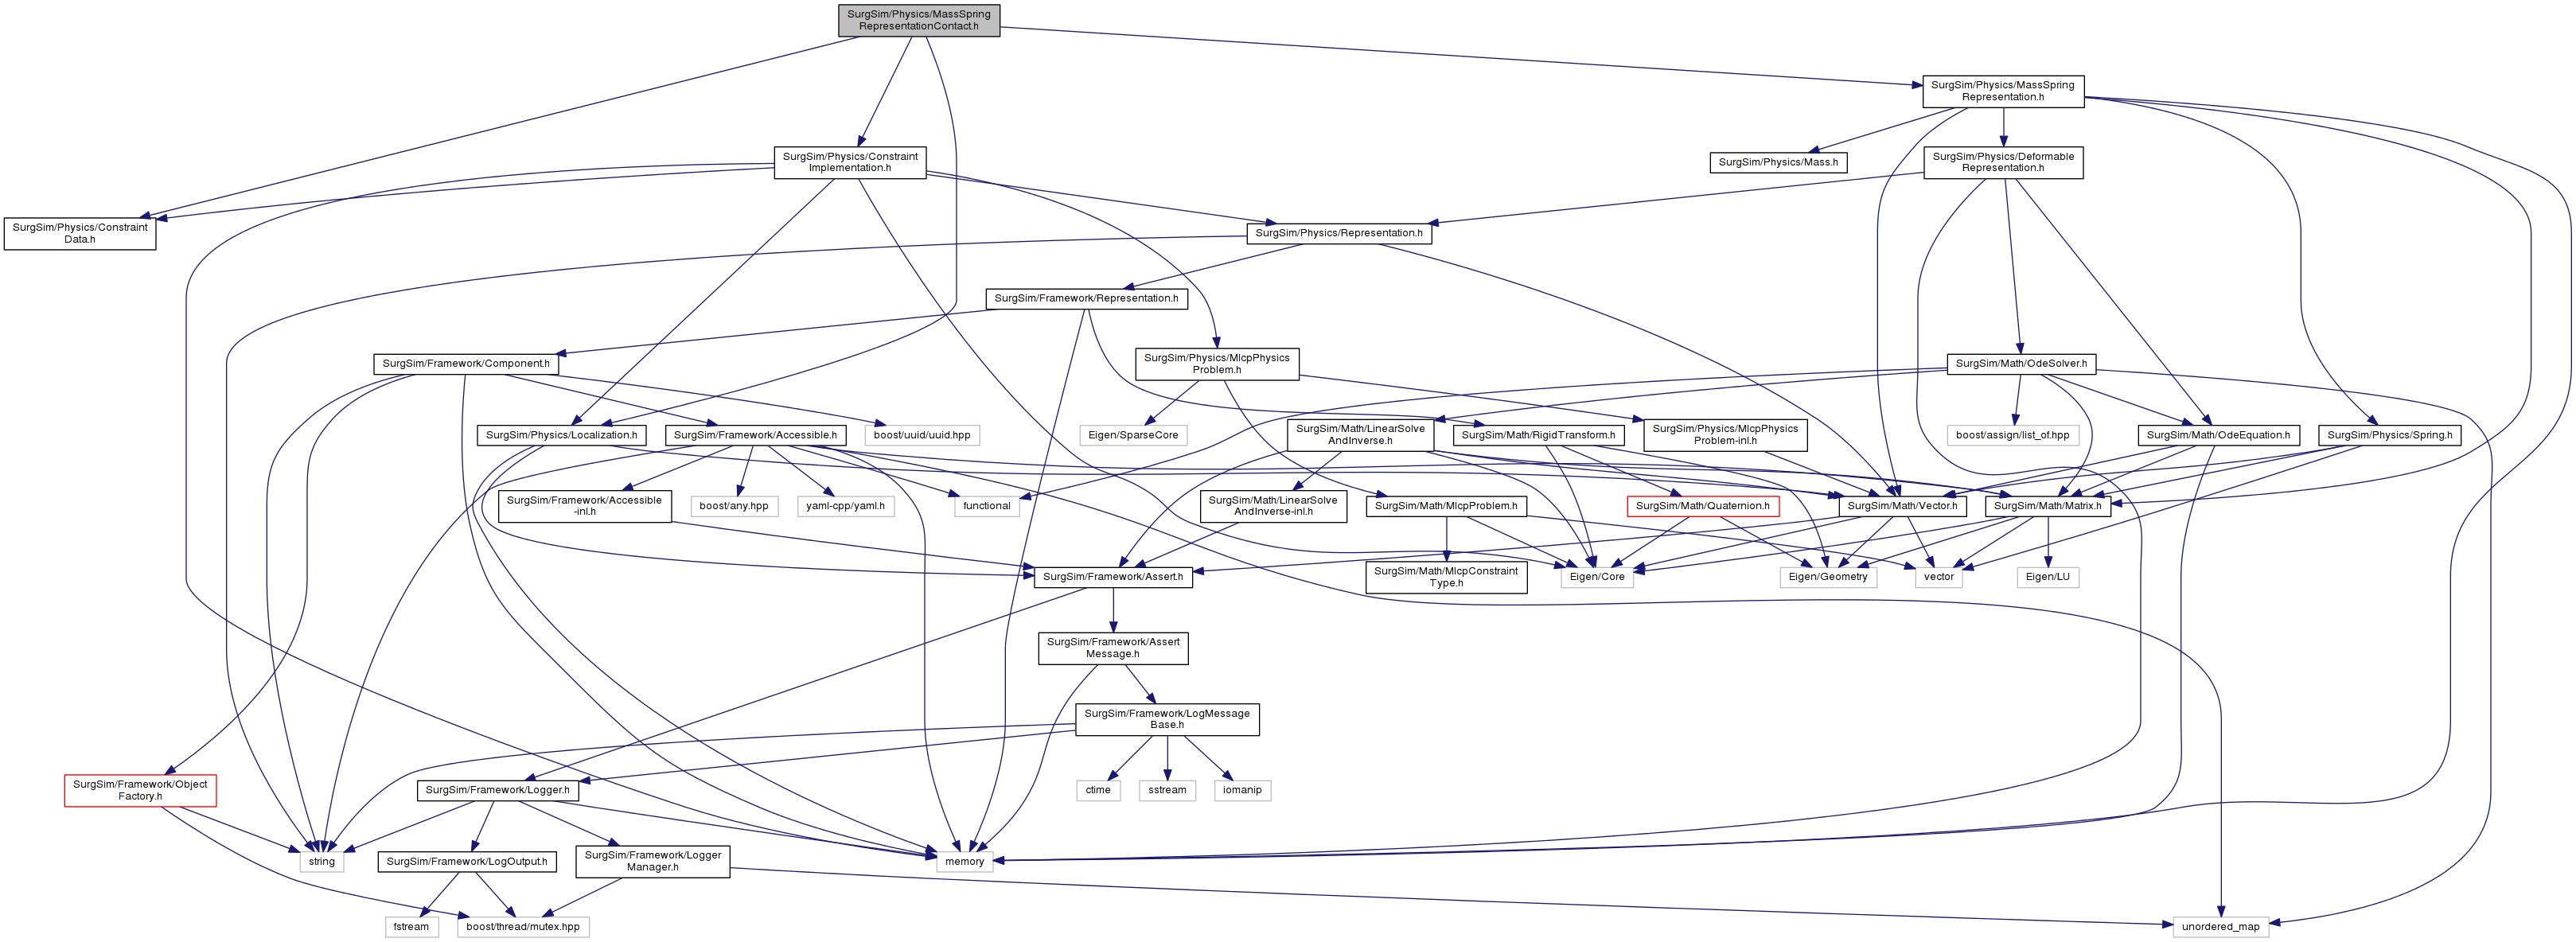 SurgSim/Physics/MassSpring
RepresentationContact.h
SurgSim/Physics/MassSpring
Representation.h
SurgSim/Physics/Constraint
Implementation.h
SurgSim/Physics/Mass.h
SurgSim/Physics/Deformable
Representation.h
SurgSim/Physics/Constraint
Data.h
SurgSim/Physics/Representation.h
SurgSim/Framework/Representation.h
SurgSim/Framework/Component.h
SurgSim/Physics/MlcpPhysics
Problem.h
SurgSim/Math/OdeSolver.h
SurgSim/Physics/Localization.h
SurgSim/Framework/Accessible.h
boost/uuid/uuid.hpp
Eigen/SparseCore
SurgSim/Math/LinearSolve
AndInverse.h
SurgSim/Math/RigidTransform.h
SurgSim/Physics/MlcpPhysics
Problem-inl.h
boost/assign/list_of.hpp
SurgSim/Math/OdeEquation.h
SurgSim/Physics/Spring.h
SurgSim/Framework/Accessible
-inl.h
boost/any.hpp
yaml-cpp/yaml.h
functional
SurgSim/Math/LinearSolve
AndInverse-inl.h
SurgSim/Math/MlcpProblem.h
SurgSim/Math/Quaternion.h
SurgSim/Math/Vector.h
SurgSim/Math/Matrix.h
SurgSim/Framework/Assert.h
SurgSim/Math/MlcpConstraint
Type.h
Eigen/Core
Eigen/Geometry
vector
Eigen/LU
SurgSim/Framework/Assert
Message.h
SurgSim/Framework/LogMessage
Base.h
SurgSim/Framework/Object
Factory.h
SurgSim/Framework/Logger.h
ctime
sstream
iomanip
string
SurgSim/Framework/LogOutput.h
SurgSim/Framework/Logger
Manager.h
memory
fstream
boost/thread/mutex.hpp
unordered_map